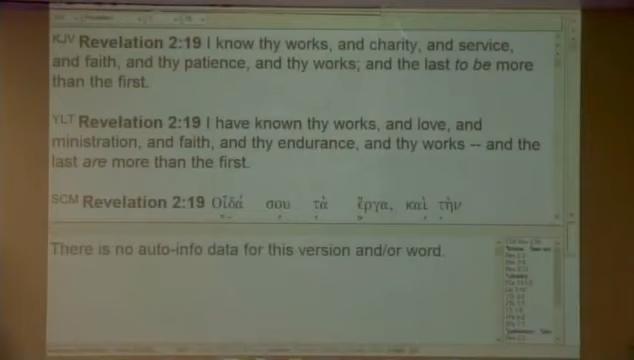 KJV Revelation 2:19 I know thy works, and charity, and service,
and faith, and thy patience, and thy works; and the last to be more
than the first.
YLT Revelation 2:19 I have known thy works, and love, and
ministration, and faith, and thy endurance, and thy works -- and the
last are more than the first.
SCM Revelation 2:19 Οἶδά σου τὰ ἔργα, καὶ τὴν
There is no auto-info data for this version and/or word.